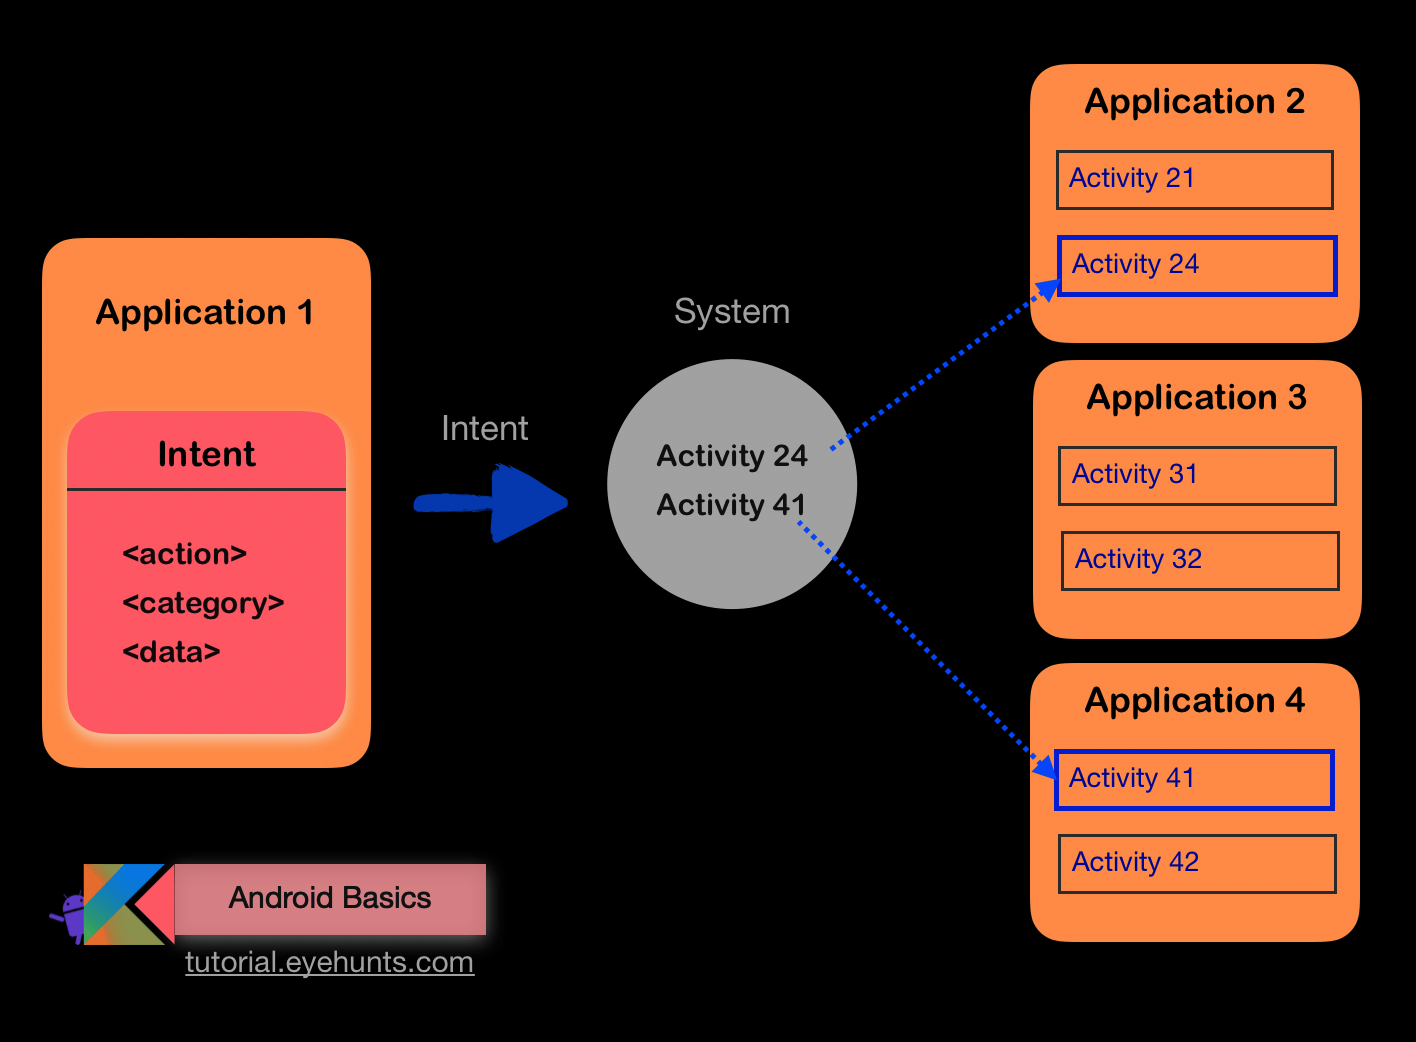 Application 1
Intent
<action>
<category>
<data>
Intent
System
Activity 24
Activity 41
Application 2
Activity 21
Activity 24
Application 3
Activity 31
Activity 32
Application 4
Activity 41
Activity 42
Android Basics
tutorial.eyehunts.com